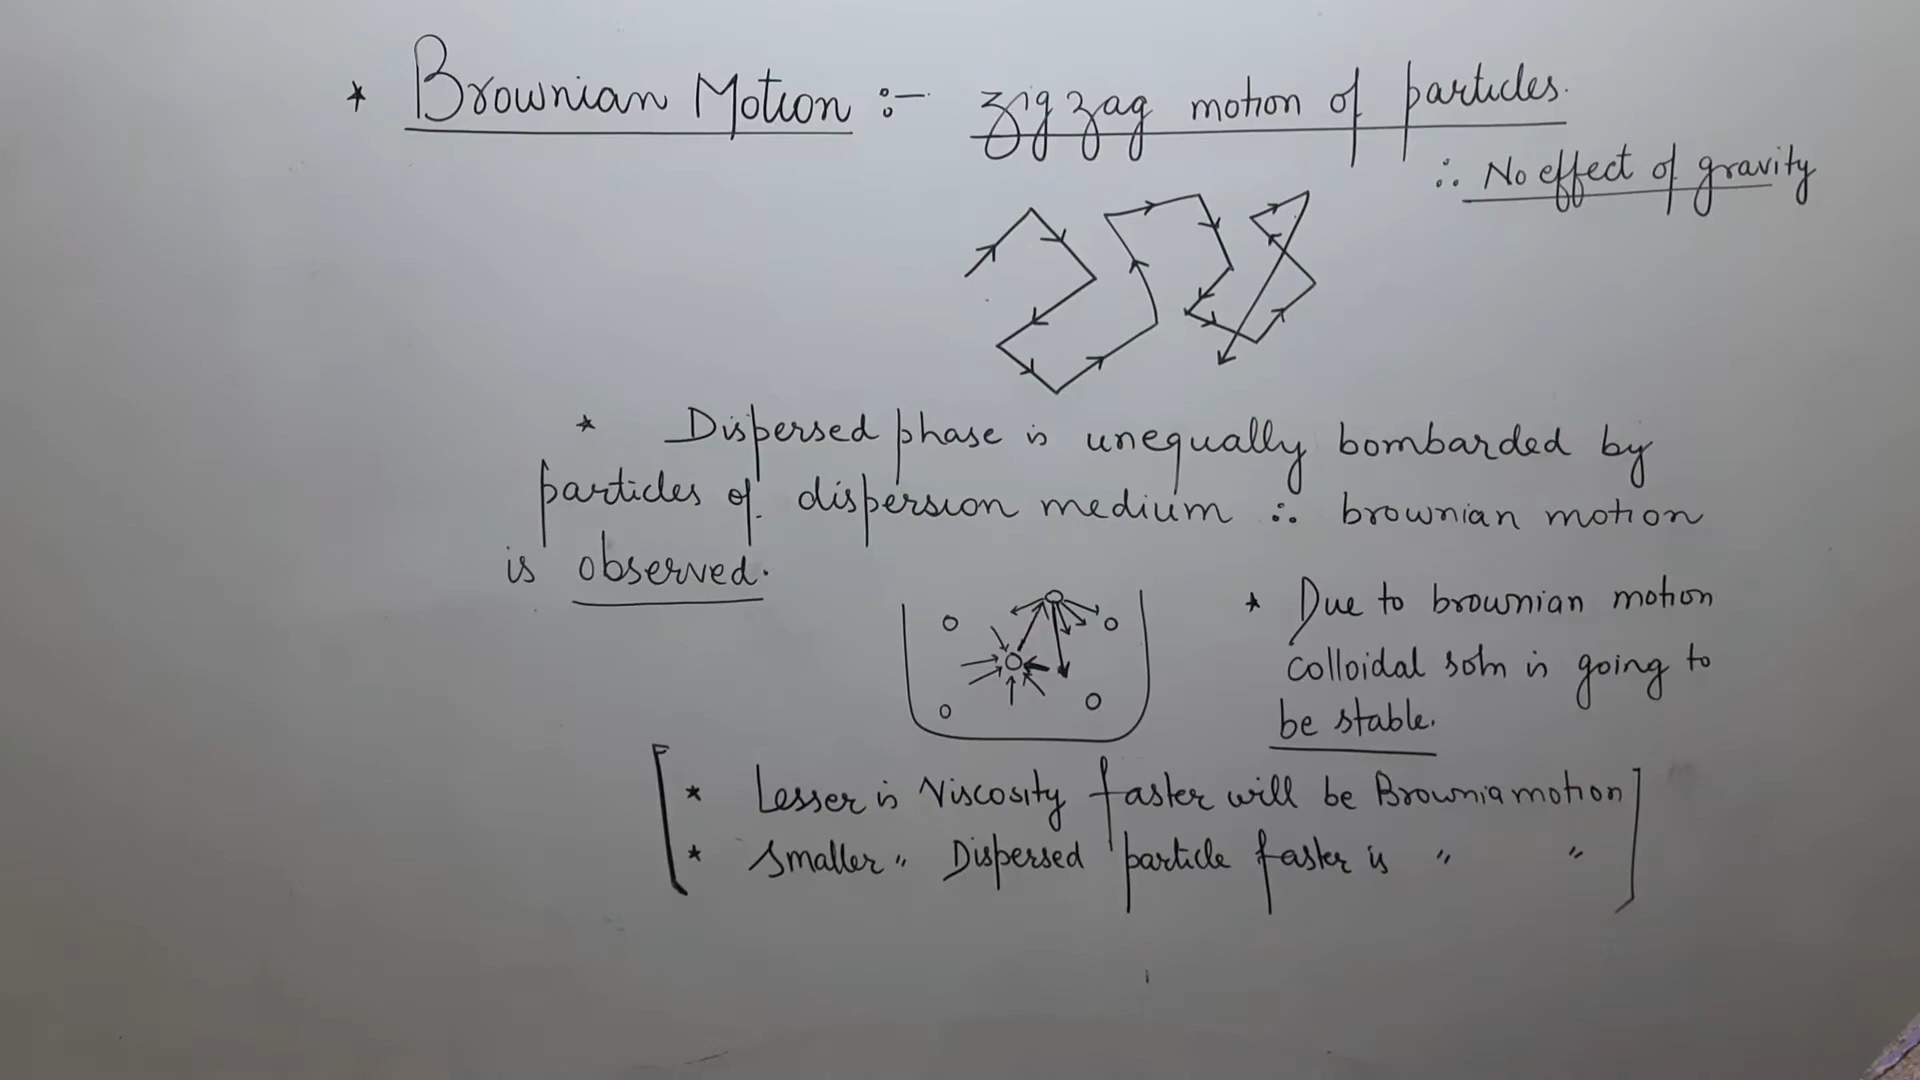 * Brownian Motion :- zigzag motion of particles.
∴ No effect of gravity
* Dispersed phase is unequally bombarded by
particles of dispersion medium ∴ brownian motion
is observed.
* Due to brownian motion
colloidal soln is going to
be stable.
* Lesser is Viscosity faster will be Brownia motion
* Smaller " Dispersed particle faster is " "